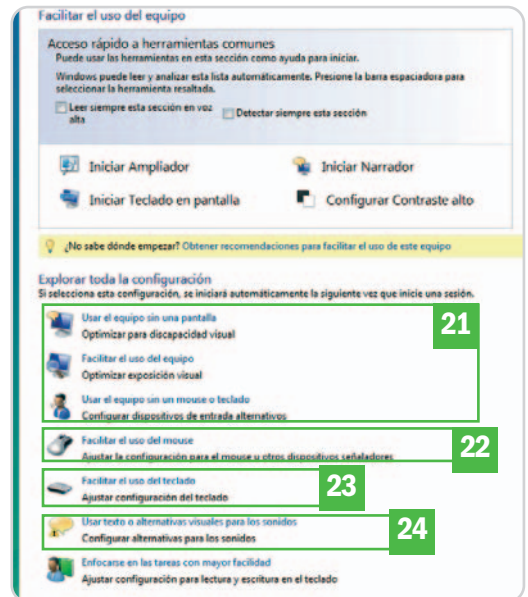 Facilitar el uso del equipo
Acceso rápido a herramientas comunes
Puede usar las herramientas en esta sección como ayuda para iniciar.
Windows puede leer y analizar esta lista automáticamente. Presione la barra espaciadora para
seleccionar la herramienta resaltada.
Leer siempre esta sección en voz
alta
Detectar siempre esta sección
Iniciar Ampliador
Iniciar Narrador
Iniciar Teclado en pantalla
Configurar Contraste alto
¿No sabe dónde empezar? Obtener recomendaciones para facilitar el uso de este equipo
Explorar toda la configuración
Si selecciona esta configuración, se iniciará automáticamente la siguiente vez que inicie una sesión.
Usar el equipo sin una pantalla
Optimizar para discapacidad visual
21
Facilitar el uso del equipo
Optimizar exposición visual
Usar el equipo sin un mouse o teclado
Configurar dispositivos de entrada alternativos
Facilitar el uso del mouse
Ajustar la configuración para el mouse u otros dispositivos señaladores
22
Facilitar el uso del teclado
Ajustar configuración del teclado
23
Usar texto o alternativas visuales para los sonidos
Configurar alternativas para los sonidos
24
Enfocarse en las tareas con mayor facilidad
Ajustar configuración para lectura y escritura en el teclado